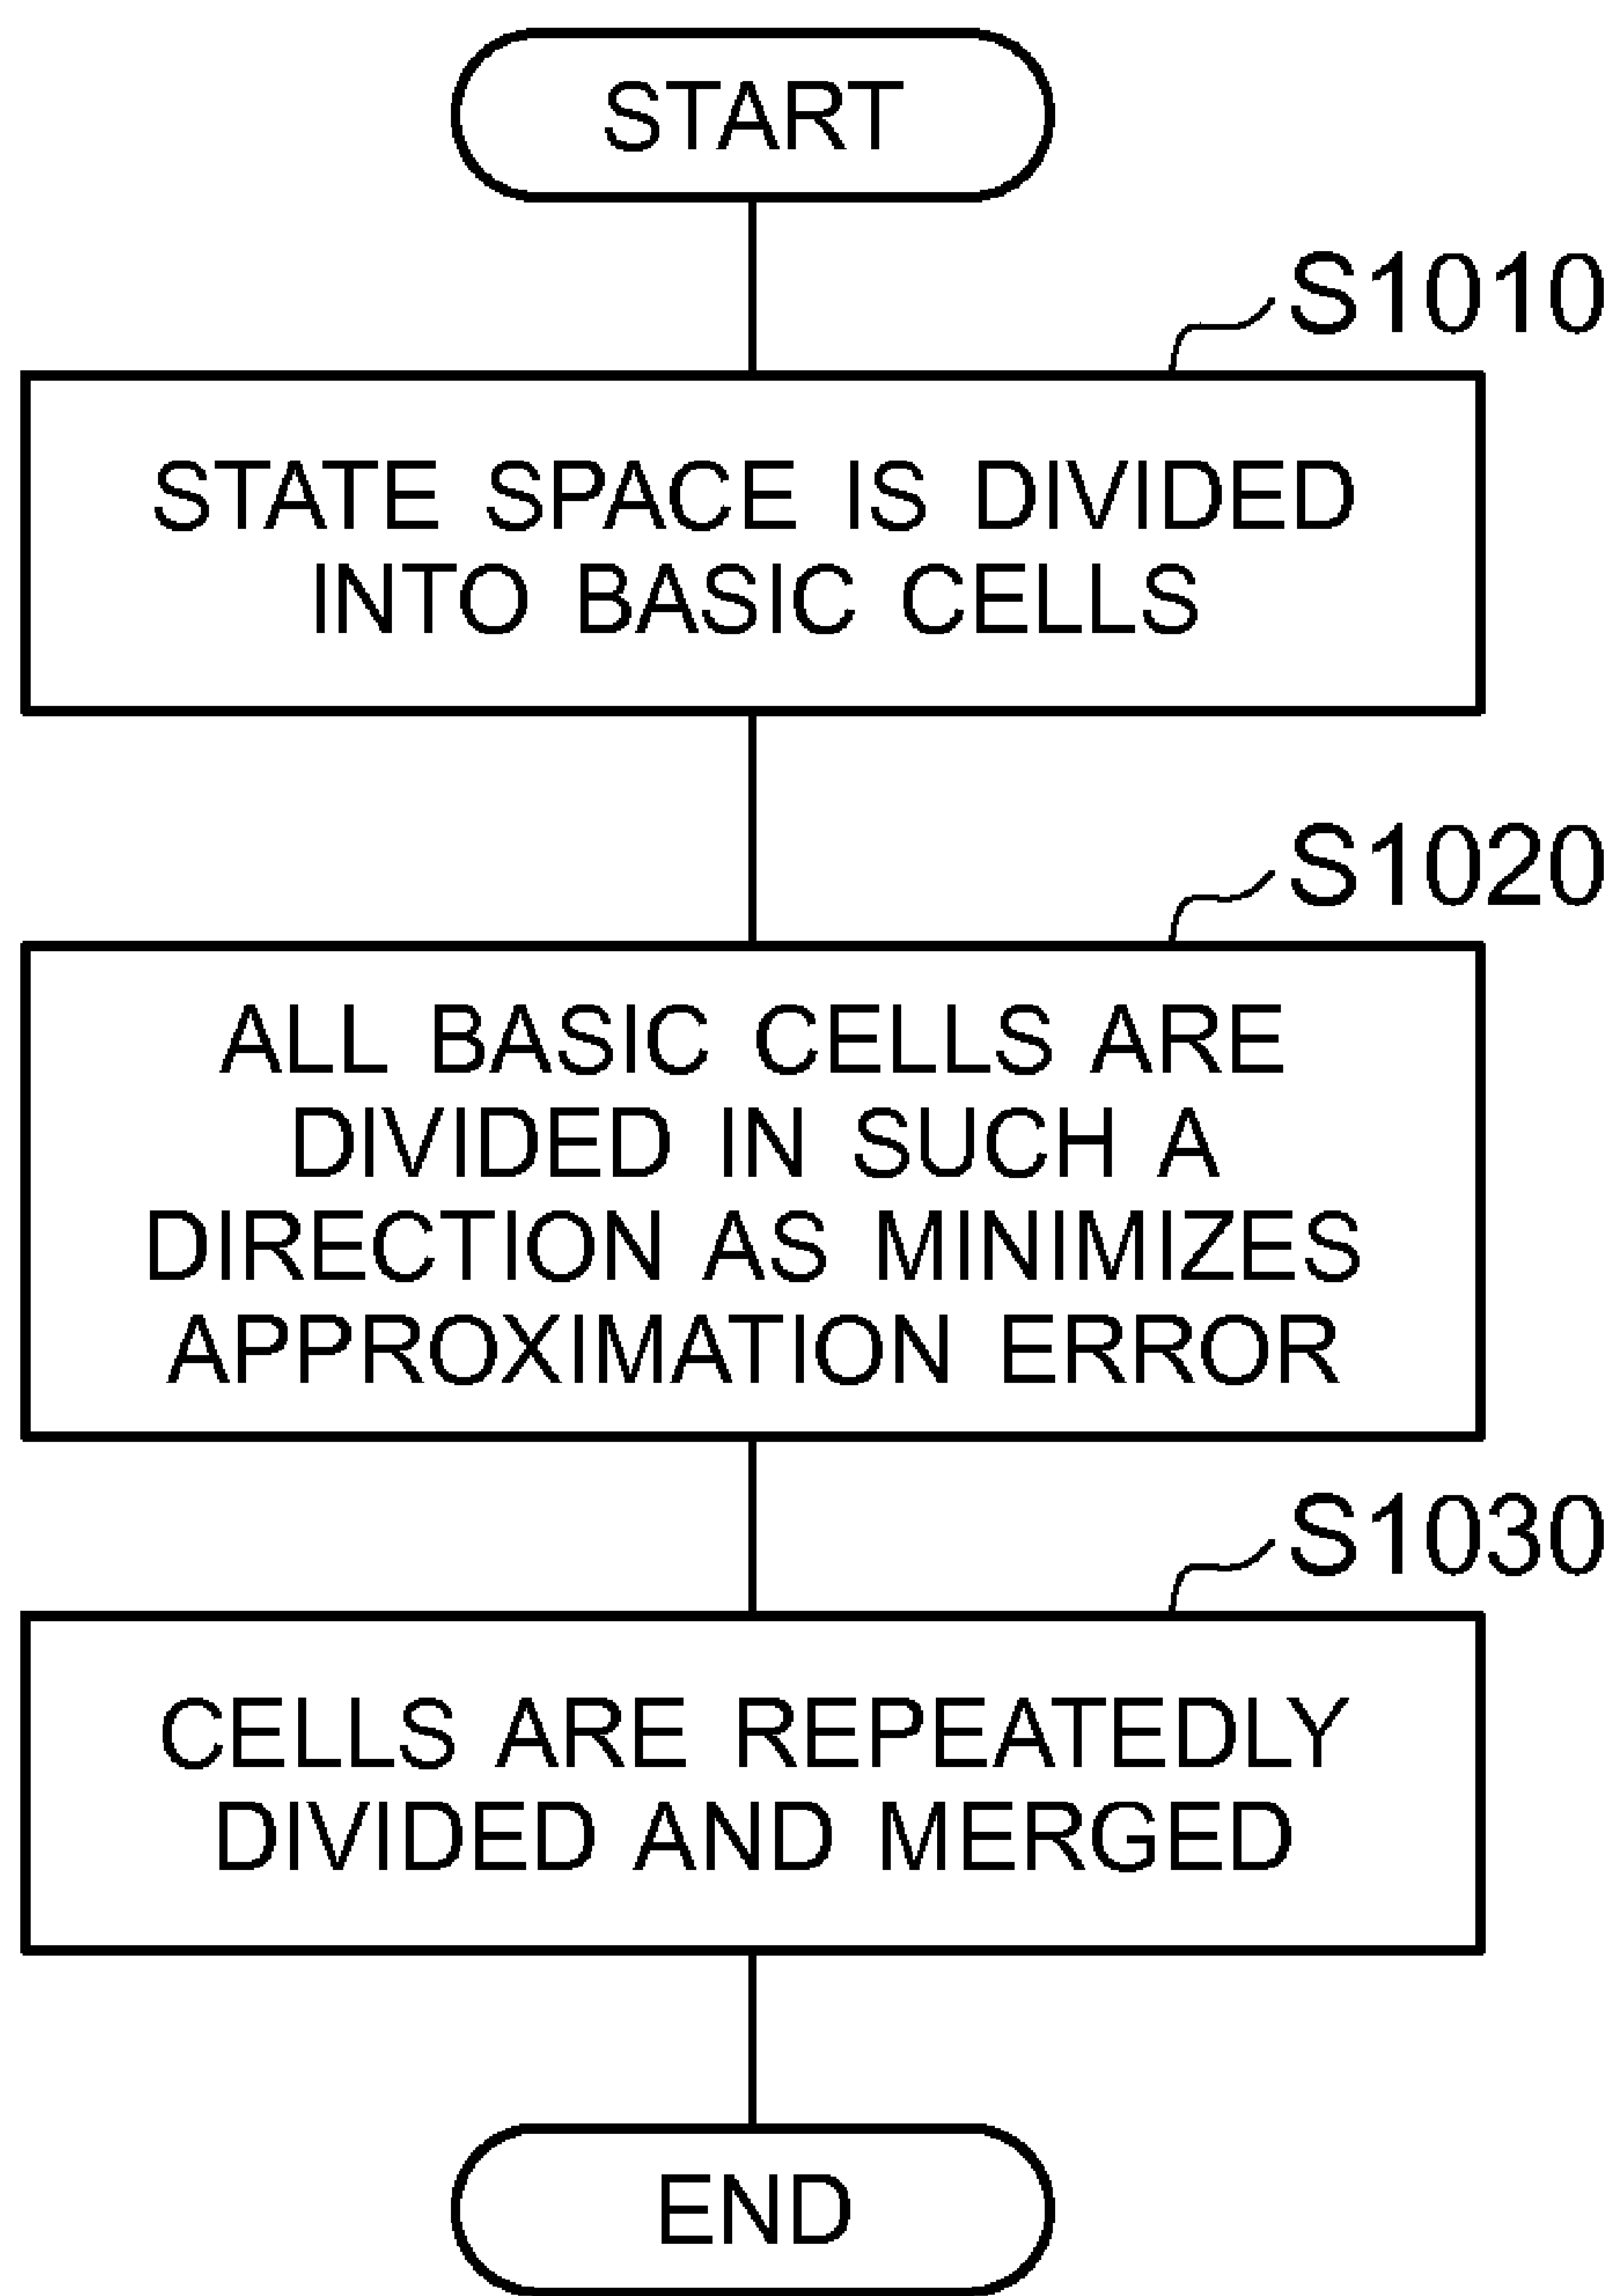 START
S1010
STATE SPACE IS DIVIDED
INTO BASIC CELLS
S1020
ALL BASIC CELLS ARE
DIVIDED IN SUCH A
DIRECTION AS MINIMIZES
APPROXIMATION ERROR
S1030
CELLS ARE REPEATEDLY
DIVIDED AND MERGED
END